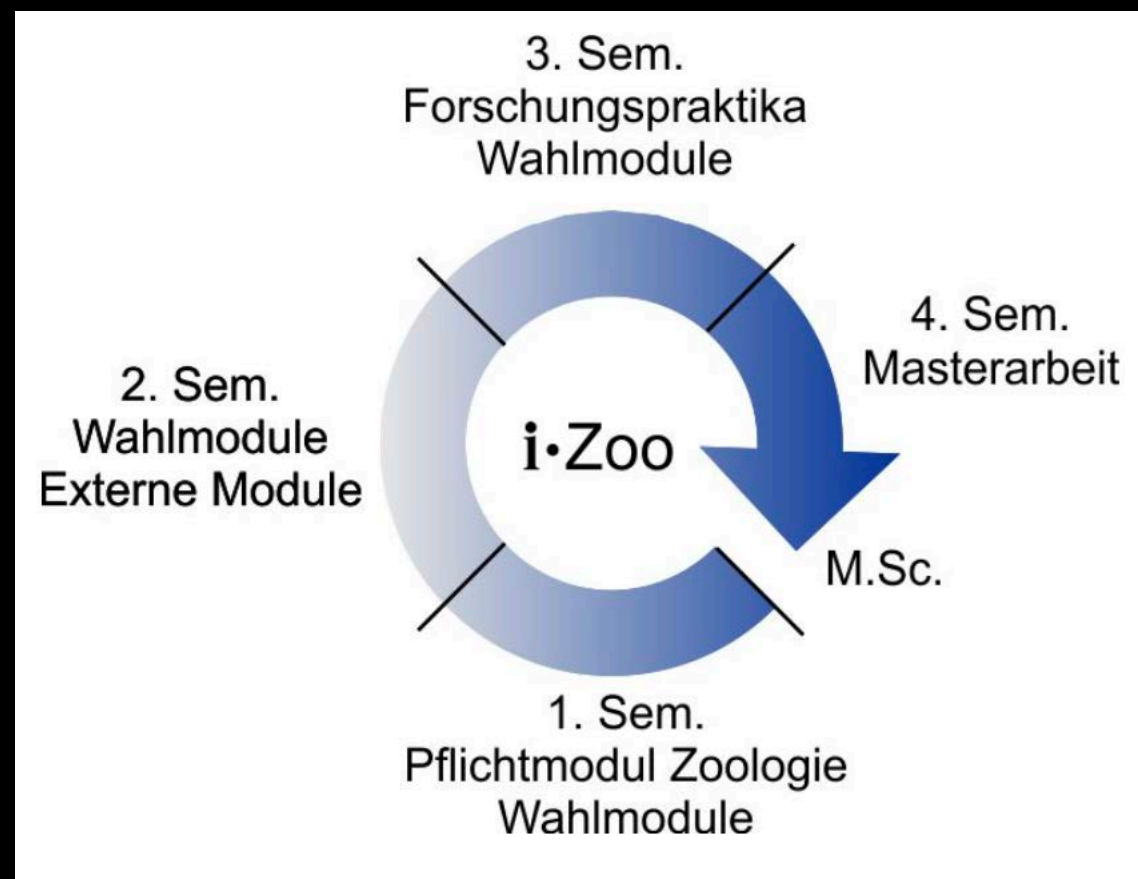 3. Sem.
Forschungspraktika
Wahlmodule
4. Sem.
Masterarbeit
2. Sem.
Wahlmodule
Externe Module
i·Zoo
M.Sc.
1. Sem.
Pflichtmodul Zoologie
Wahlmodule